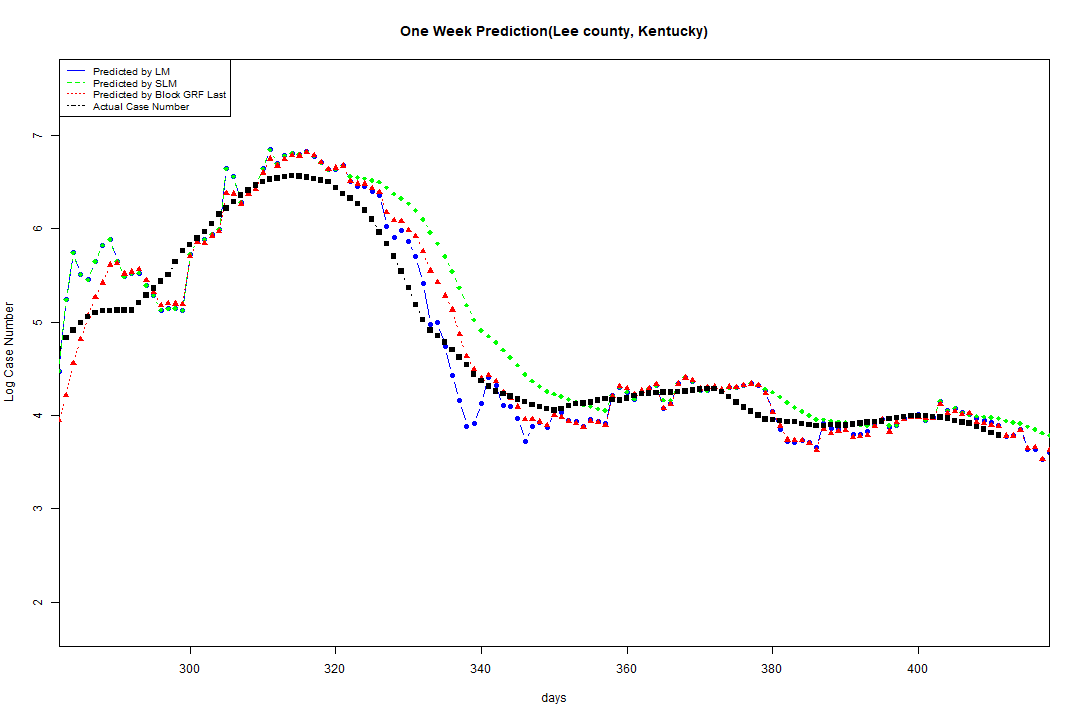 One Week Prediction(Lee county, Kentucky)
Predicted by LM
Predicted by SLM
Predicted by Block GRF Last
Actual Case Number
7
6
5
4
3
2
Log Case Number
300 320 340 360 380 400
days